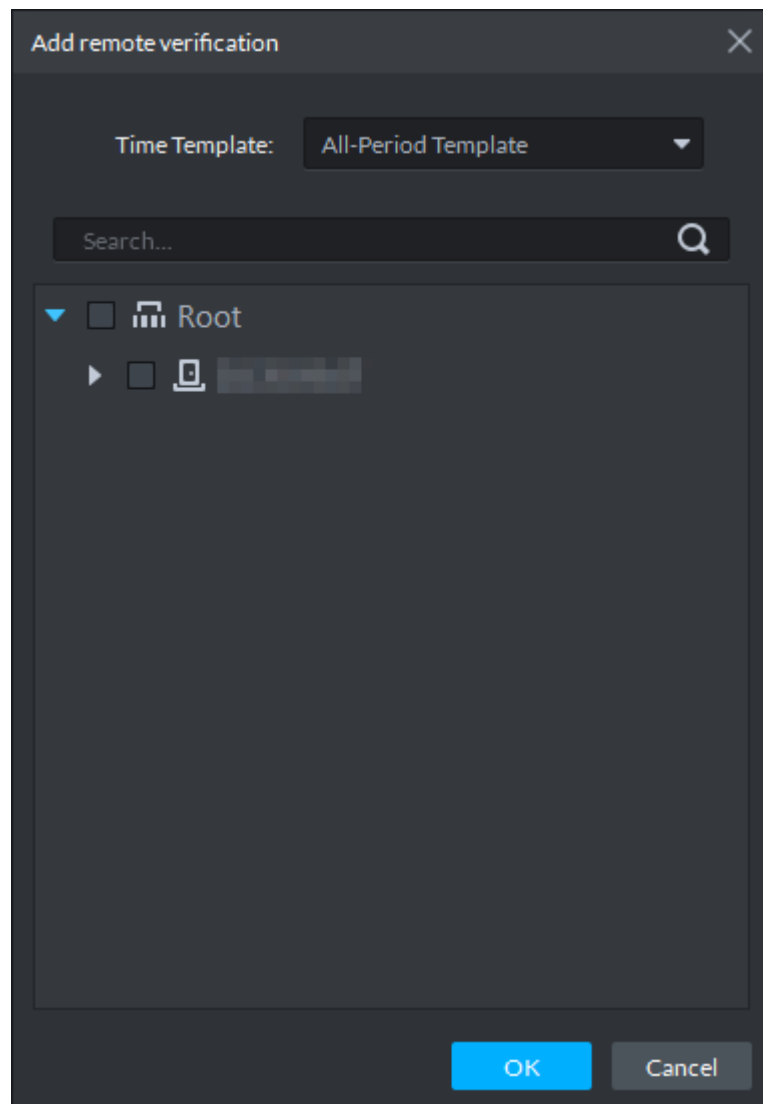 Add remote verification
Time Template: All-Period Template
Search...
Root
OK Cancel